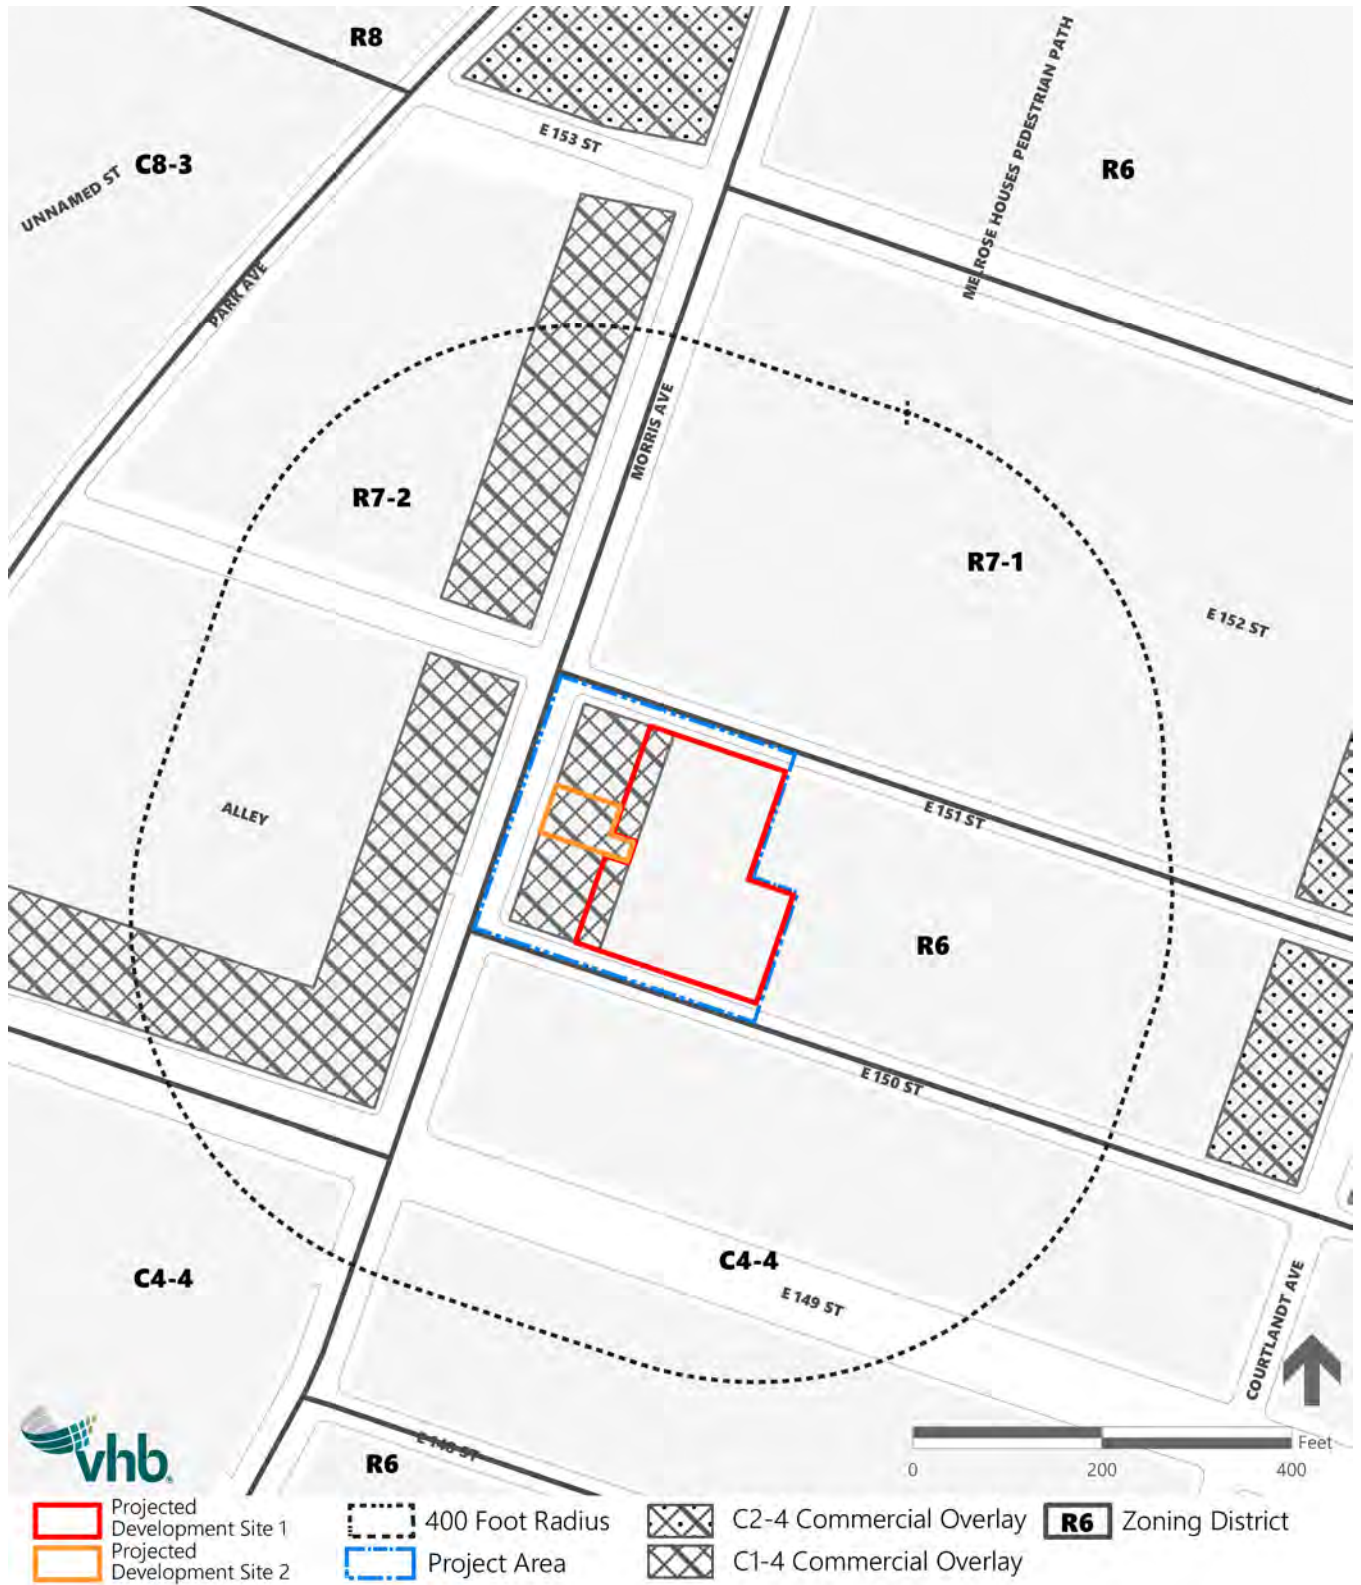 R8
E 153 ST
C8-3
UNNAMED ST
R6
MELROSE HOUSES PEDESTRIAN PATH
PARK AVE
MORRIS AVE
R7-2
R7-1
E 152 ST
ALLEY
E 151 ST
R6
E 150 ST
C4-4
C4-4
E 149 ST
COURTLANDT AVE
E 148 ST
R6
vhb
Feet
0 200 400
Projected
Development Site 1
Projected
Development Site 2
400 Foot Radius
Project Area
C2-4 Commercial Overlay
C1-4 Commercial Overlay
R6 Zoning District